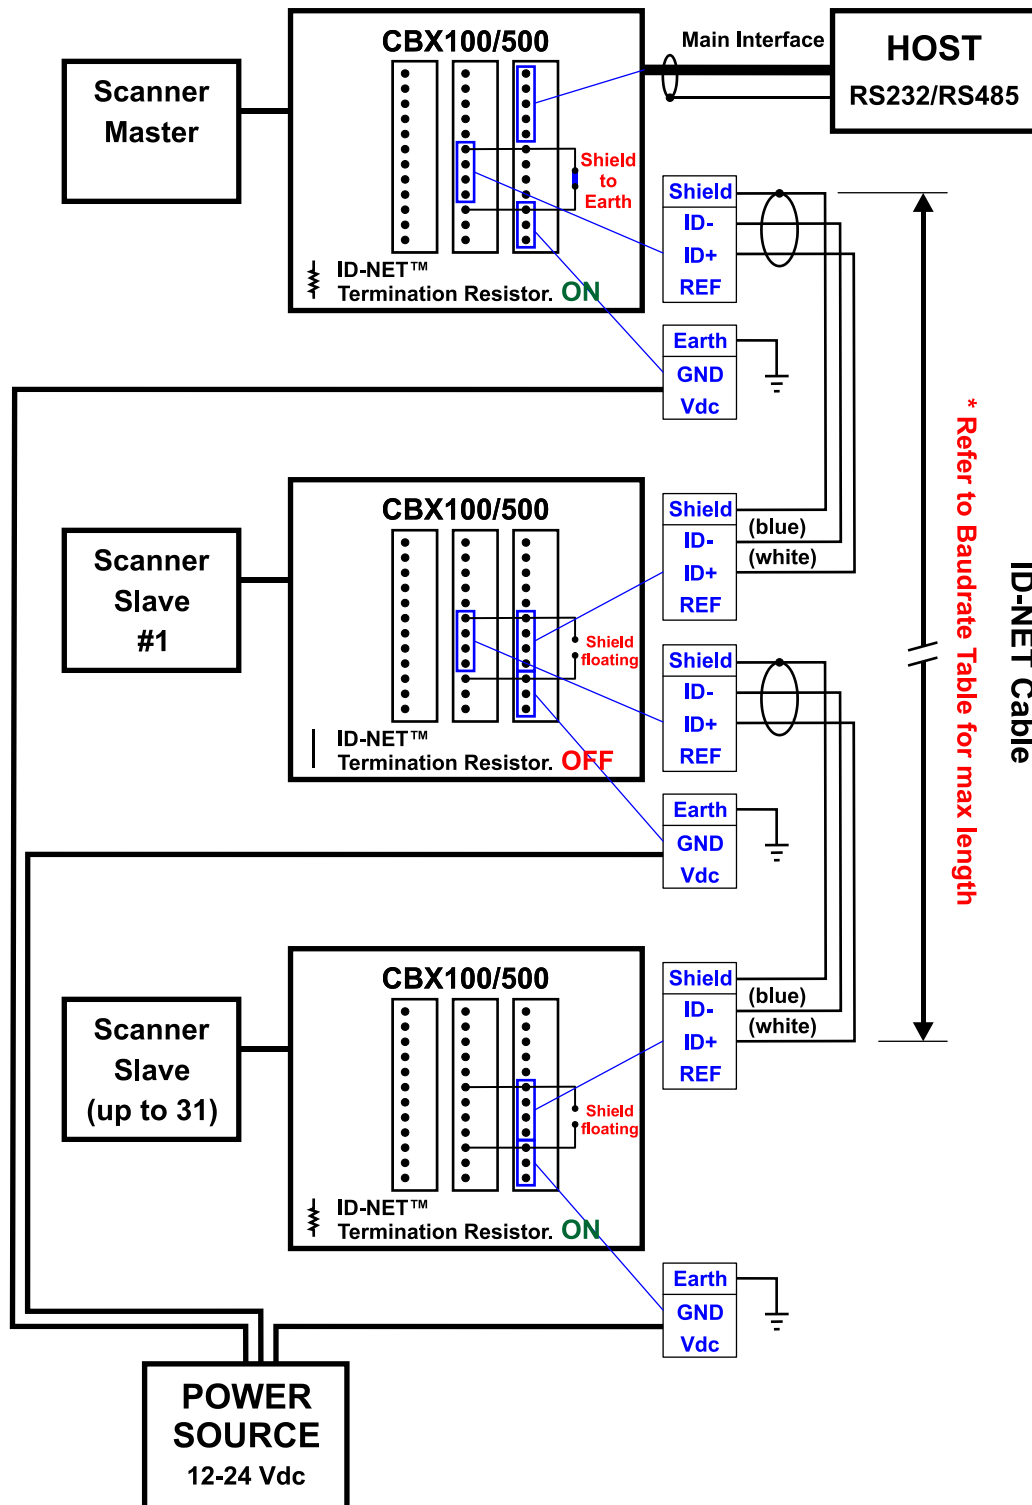 CBX100/500
Main Interface
HOST
RS232/RS485
Scanner
Master
Shield
to
Earth
ID-NET™
Termination Resistor. ON
Shield
ID-
ID+
REF
Earth
GND
Vdc
CBX100/500
Scanner
Slave
#1
Shield
floating
ID-NET™
Termination Resistor. OFF
Shield
ID-
(blue)
ID+
(white)
REF
Shield
ID-
ID+
REF
Earth
GND
Vdc
* Refer to Baudrate Table for max length
ID-NET Cable
CBX100/500
Scanner
Slave
(up to 31)
Shield
floating
ID-NET™
Termination Resistor. ON
Shield
ID-
(blue)
ID+
(white)
REF
Earth
GND
Vdc
POWER
SOURCE
12-24 Vdc